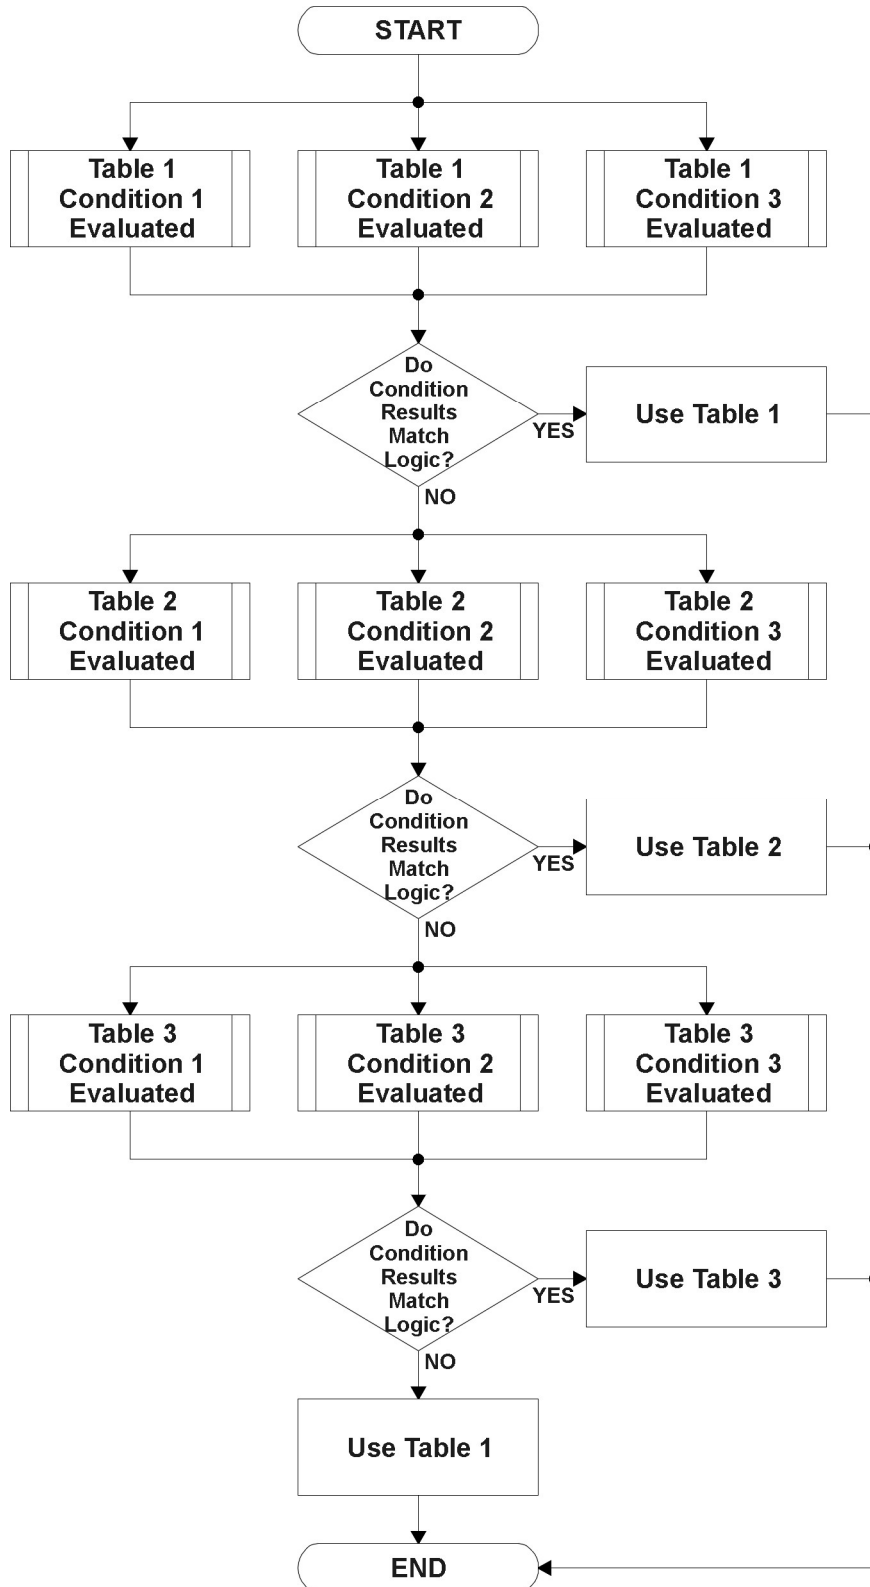 START
Table 1
Condition 1
Evaluated
Table 1
Condition 2
Evaluated
Table 1
Condition 3
Evaluated
Do
Condition
Results
Match
Logic?
YES
Use Table 1
NO
Table 2
Condition 1
Evaluated
Table 2
Condition 2
Evaluated
Table 2
Condition 3
Evaluated
Do
Condition
Results
Match
Logic?
YES
Use Table 2
NO
Table 3
Condition 1
Evaluated
Table 3
Condition 2
Evaluated
Table 3
Condition 3
Evaluated
Do
Condition
Results
Match
Logic?
YES
Use Table 3
NO
Use Table 1
END